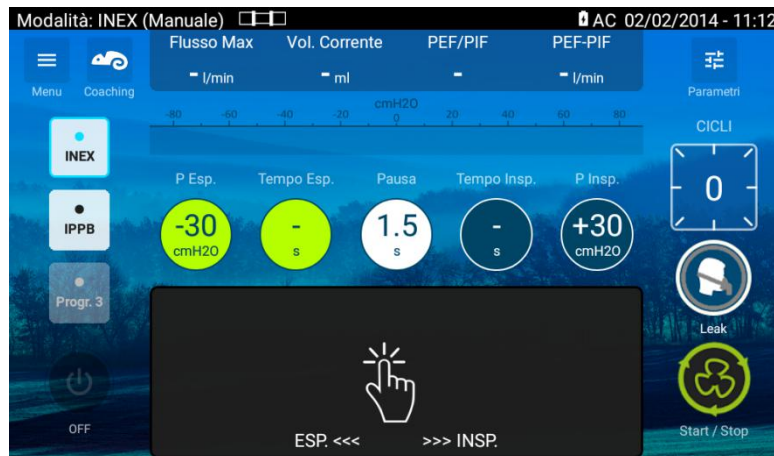 Modalità: INEX (Manuale) AC 02/02/2014 - 11:12
Menu
Coaching
Flusso Max Vol. Corrente PEF/PIF PEF-PIF
- l/min - ml - - l/min
Parametri
cmH2O
-80 -60 -40 -20 0 20 40 60 80
CICLI
0
INEX
IPPB
Progr. 3
OFF
P Esp. Tempo Esp. Pausa Tempo Insp. P Insp.
-30 - 1.5 - +30
cmH2O s s s cmH2O
Leak
ESP. <<< >>> INSP.
Start / Stop